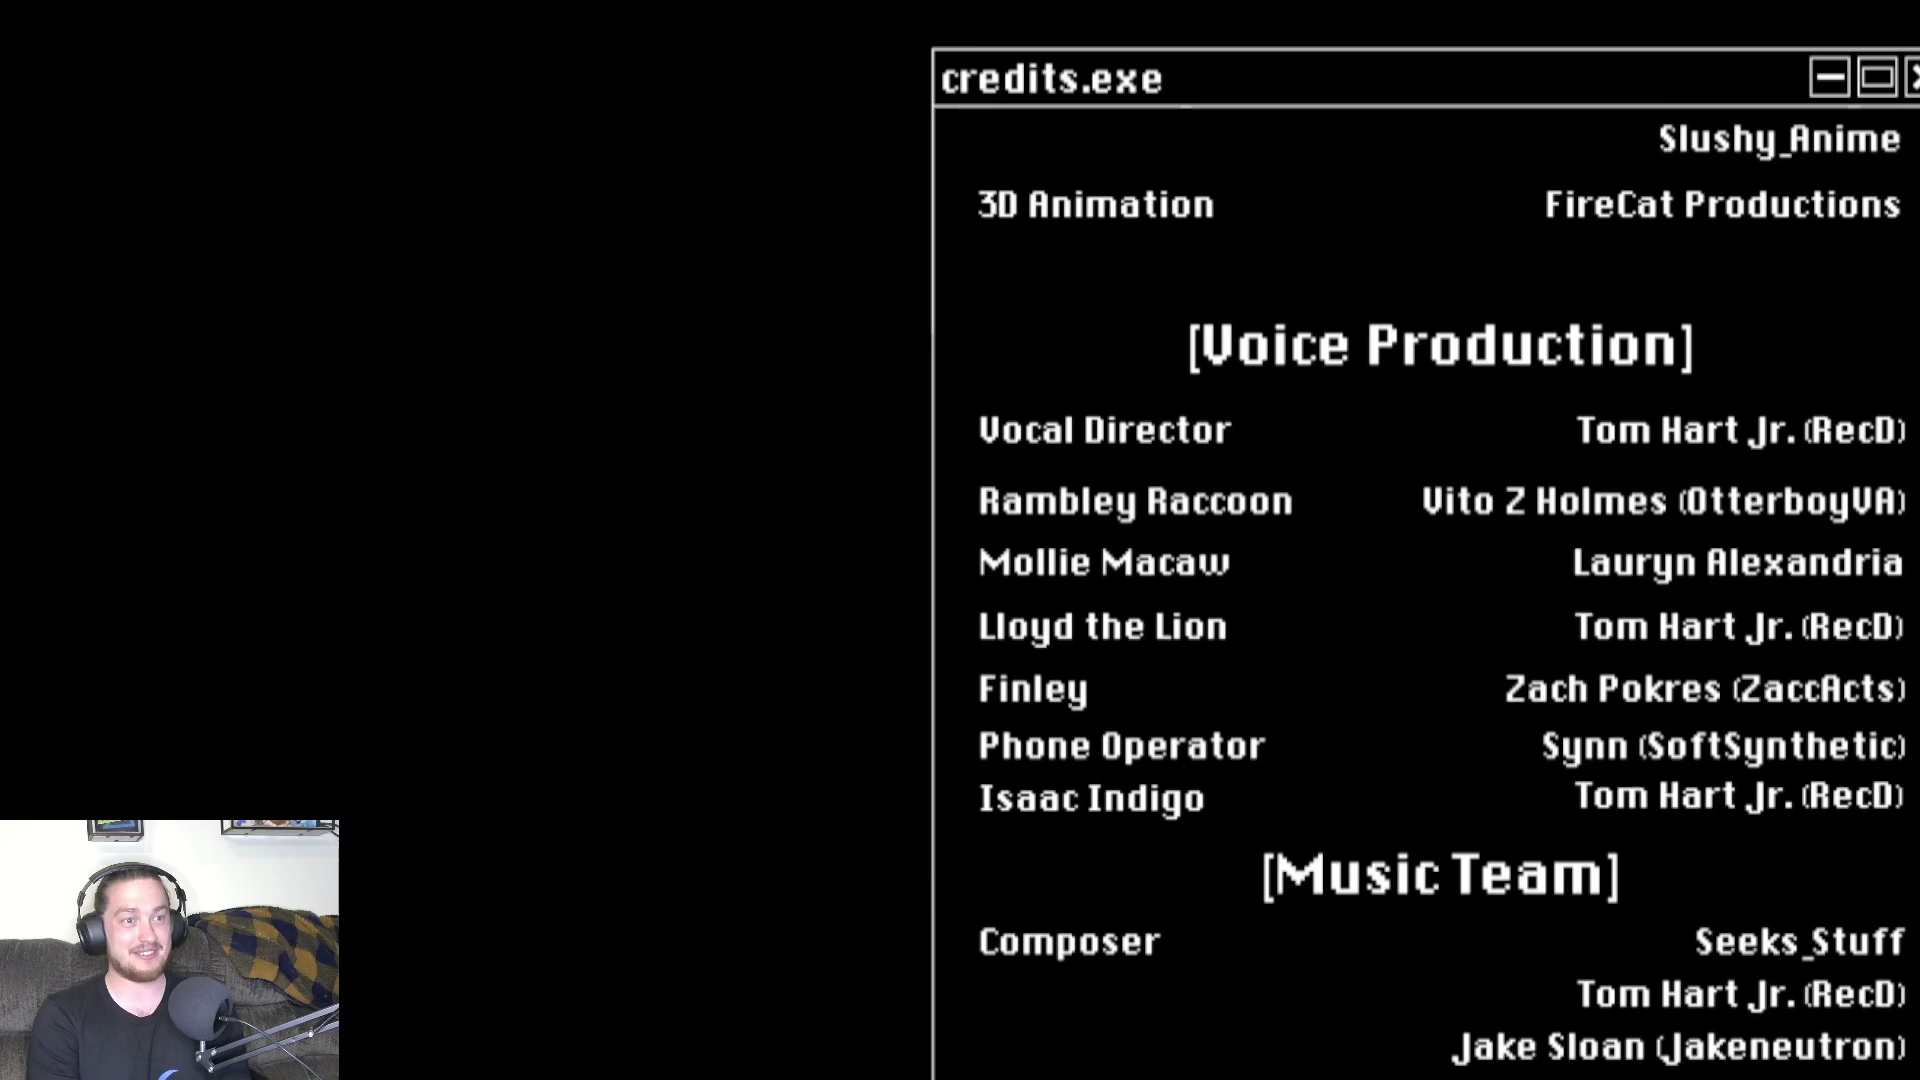 credits.exe
Slushy_Anime
3D Animation FireCat Productions
[Voice Production]
Vocal Director Tom Hart Jr. (RecD)
Rambley Raccoon Vito Z Holmes (OtterboyVA)
Mollie Macaw Lauryn Alexandria
Lloyd the Lion Tom Hart Jr. (RecD)
Finley Zach Pokres (ZaccActs)
Phone Operator Synn (SoftSynthetic)
Isaac Indigo Tom Hart Jr. (RecD)
[Music Team]
Composer Seeks_Stuff
Tom Hart Jr. (RecD)
Jake Sloan (Jakeneutron)